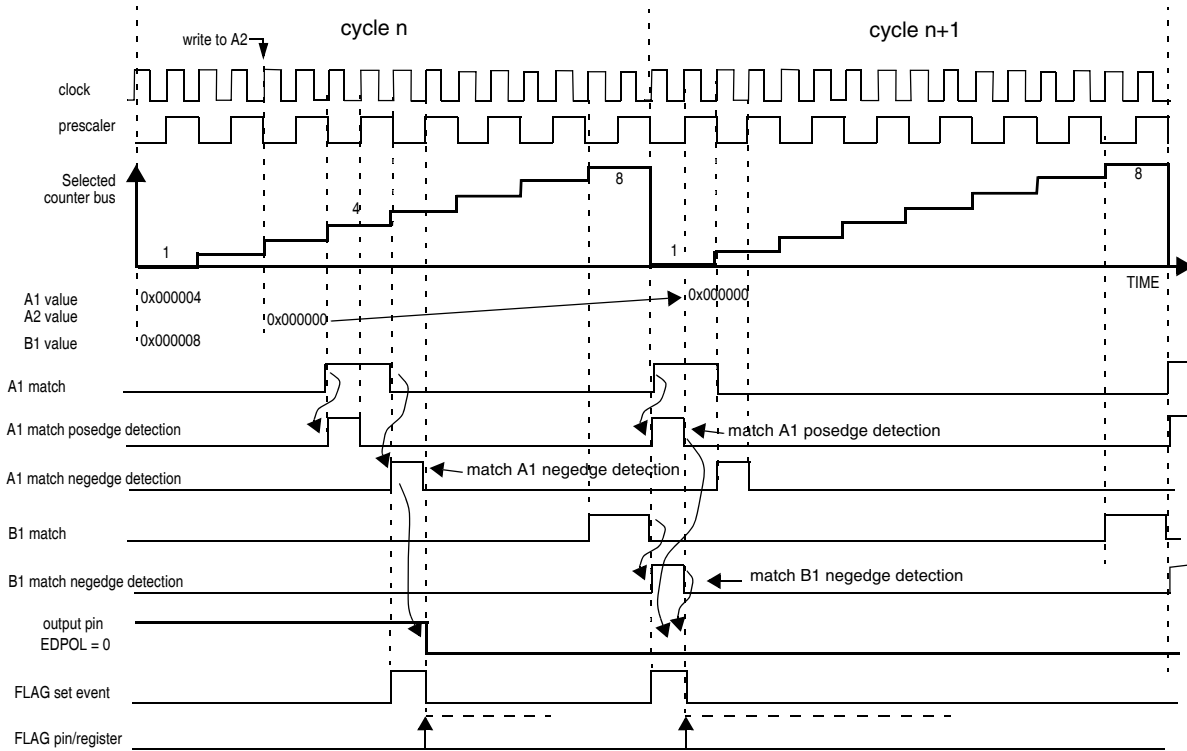 cycle n
cycle n+1
write to A2
clock
prescaler
Selected
counter bus
8
8
4
1
1
TIME
A1 value
0x000004
0x000000
A2 value
0x000000
B1 value
0x000008
A1 match
A1 match posedge detection
match A1 posedge detection
A1 match negedge detection
match A1 negedge detection
B1 match
B1 match negedge detection
match B1 negedge detection
output pin
EDPOL = 0
FLAG set event
FLAG pin/register